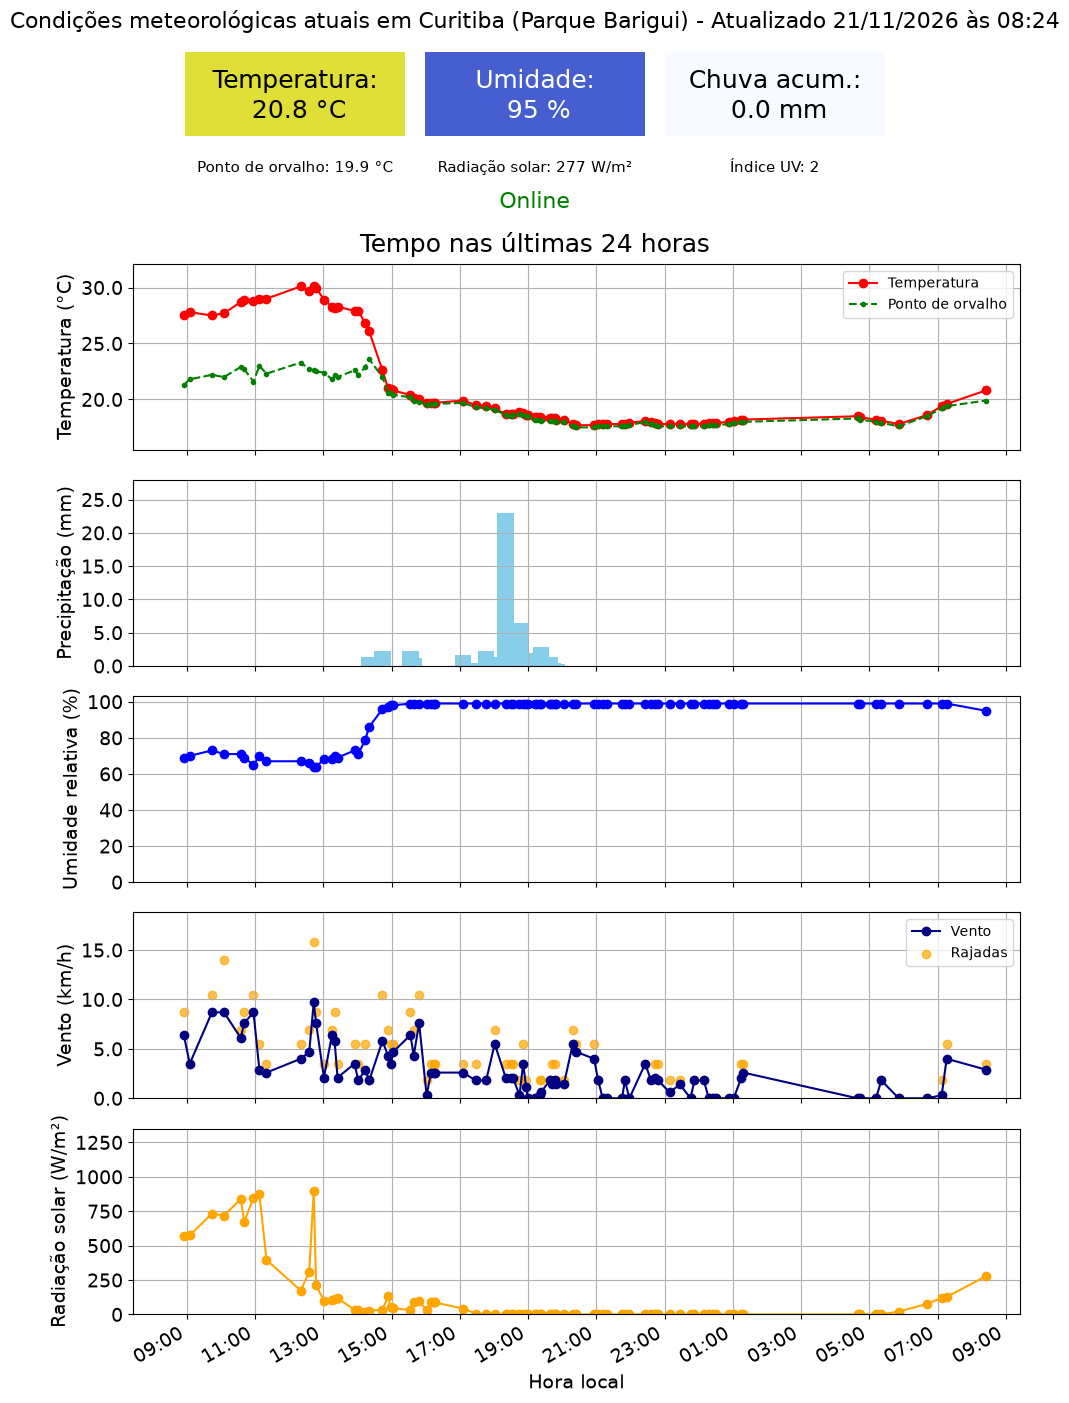 Condições meteorológicas atuais em Curitiba (Parque Barigui) - Atualizado 21/11/2026 às 08:24
Temperatura:
20.8 °C
Umidade:
95 %
Chuva acum.:
0.0 mm
Ponto de orvalho: 19.9 °C
Radiação solar: 277 W/m²
Índice UV: 2
Online
Tempo nas últimas 24 horas
Temperatura (°C)
30.0
25.0
20.0
Temperatura
Ponto de orvalho
Precipitação (mm)
25.0
20.0
15.0
10.0
5.0
0.0
Umidade relativa (%)
100
80
60
40
20
0
Vento (km/h)
15.0
10.0
5.0
0.0
Vento
Rajadas
Radiação solar (W/m²)
1250
1000
750
500
250
0
09:00
11:00
13:00
15:00
17:00
19:00
21:00
23:00
01:00
03:00
05:00
07:00
09:00
Hora local